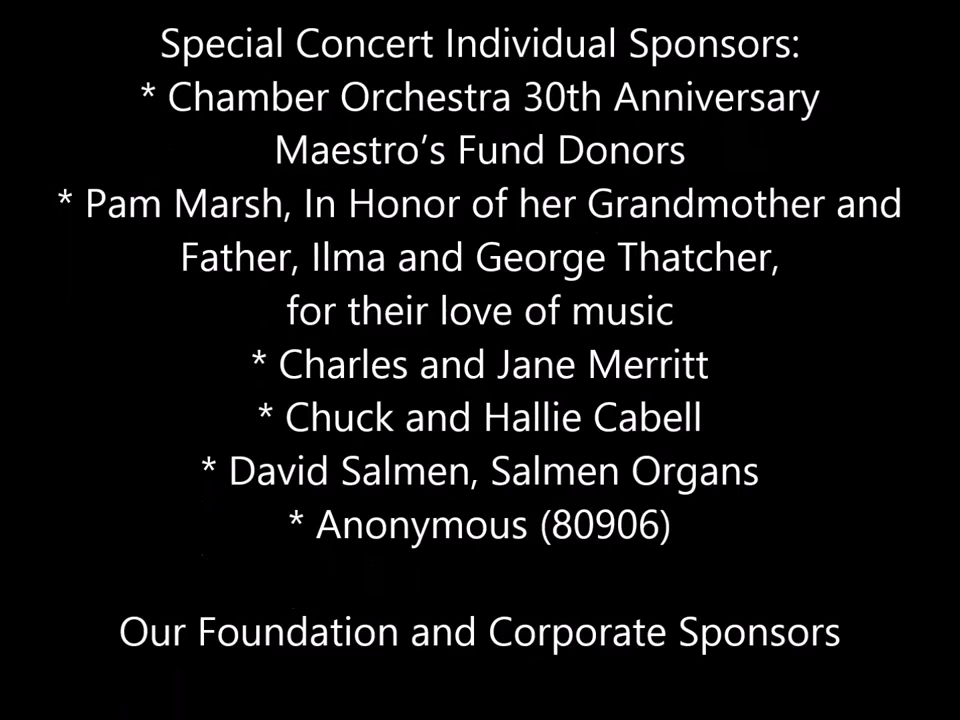 Special Concert Individual Sponsors:
* Chamber Orchestra 30th Anniversary
Maestro's Fund Donors
* Pam Marsh, In Honor of her Grandmother and
Father, Ilma and George Thatcher,
for their love of music
* Charles and Jane Merritt
* Chuck and Hallie Cabell
* David Salmen, Salmen Organs
* Anonymous (80906)
Our Foundation and Corporate Sponsors